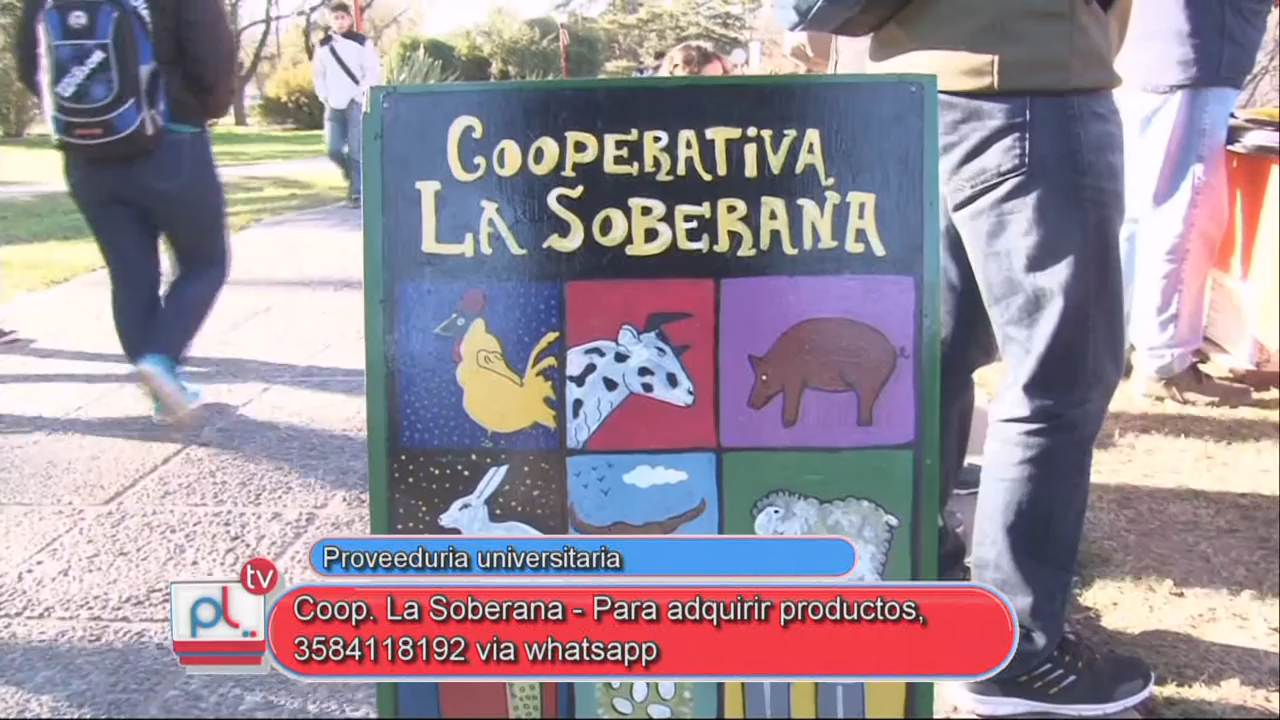 COOPERATIVA
LA SOBERANA
Proveeduria universitaria
tv
pl..
Coop. La Soberana - Para adquirir productos,
3584118192 via whatsapp